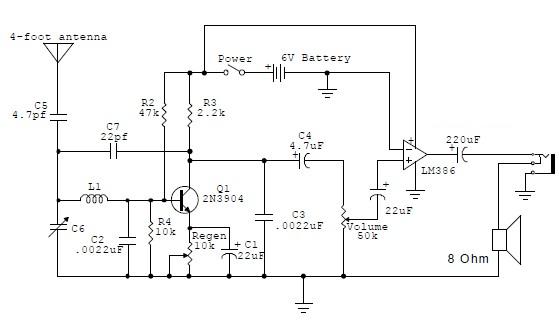 4-foot antenna
Power
6V Battery
+
C5
4.7pf
R2
47k
R3
2.2k
C7
22pf
C4
4.7uF
+
220uF
+
+
-
+
LM386
L1
Q1
2N3904
+
22uF
C6
C2
.0022uF
R4
10k
Regen
10k
+
C1
22uF
C3
.0022uF
Volume
50k
8 Ohm